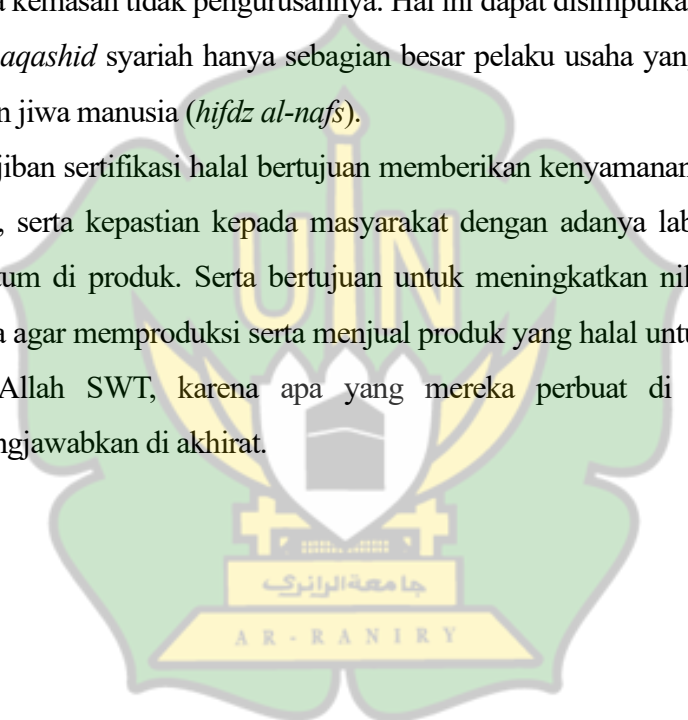 kemasan tidak pengurusannya. Hal ini dapat disimpulka
aqashid syariah hanya sebagian besar pelaku usaha yan
n jiwa manusia (hifdz al-nafs).
jiban sertifikasi halal bertujuan memberikan kenyamanan
, serta kepastian kepada masyarakat dengan adanya lab
tum di produk. Serta bertujuan untuk meningkatkan nil
a agar memproduksi serta menjual produk yang halal untu
Allah SWT, karena apa yang mereka perbuat di
ngjawabkan di akhirat.
UIN
جامعة الرانري
AR-RANIRY